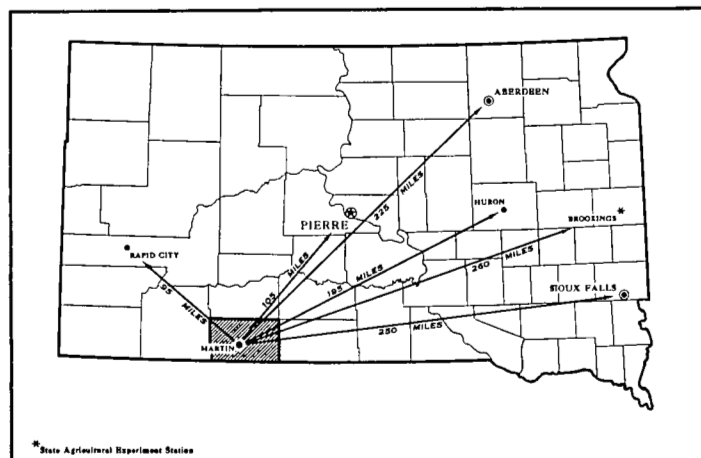 ABERDEEN
225 MILES
HURON
BROOKINGS *
PIERRE
RAPID CITY
105 MILES
195 MILES
260 MILES
SIOUX FALLS
95 MILES
250 MILES
MARTIN
*State Agricultural Experiment Station